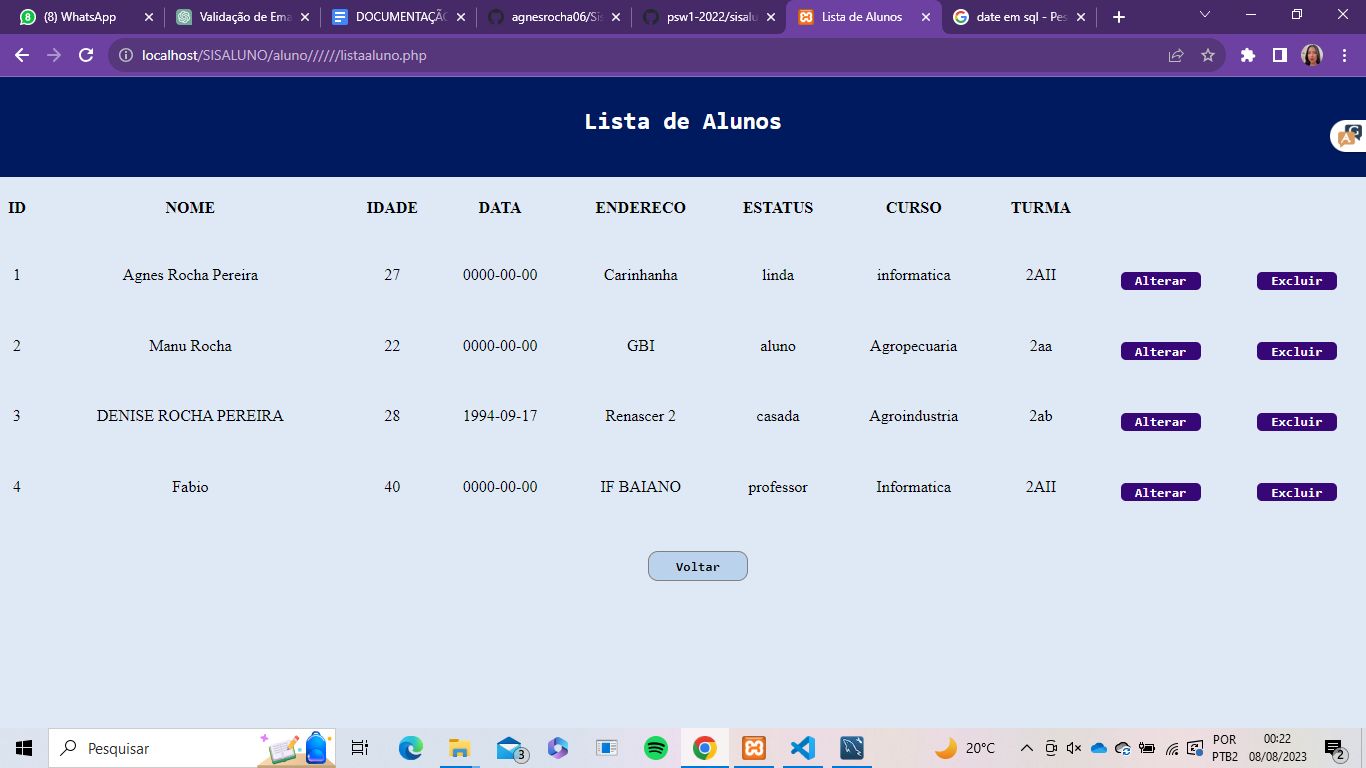 (8) WhatsApp
Validação de Ema
DOCUMENTAÇÃO
agnesrocha06/Sis
psw1-2022/sisalu
Lista de Alunos
date em sql - Pes
localhost/SISALUNO/aluno//////listaaluno.php
Lista de Alunos
ID NOME IDADE DATA ENDERECO ESTATUS CURSO TURMA
1 Agnes Rocha Pereira 27 0000-00-00 Carinhanha linda informatica 2AII Alterar Excluir
2 Manu Rocha 22 0000-00-00 GBI aluno Agropecuaria 2aa Alterar Excluir
3 DENISE ROCHA PEREIRA 28 1994-09-17 Renascer 2 casada Agroindustria 2ab Alterar Excluir
4 Fabio 40 0000-00-00 IF BAIANO professor Informatica 2AII Alterar Excluir
Voltar
Pesquisar
3
20°C
POR
PTB2
00:22
08/08/2023
2